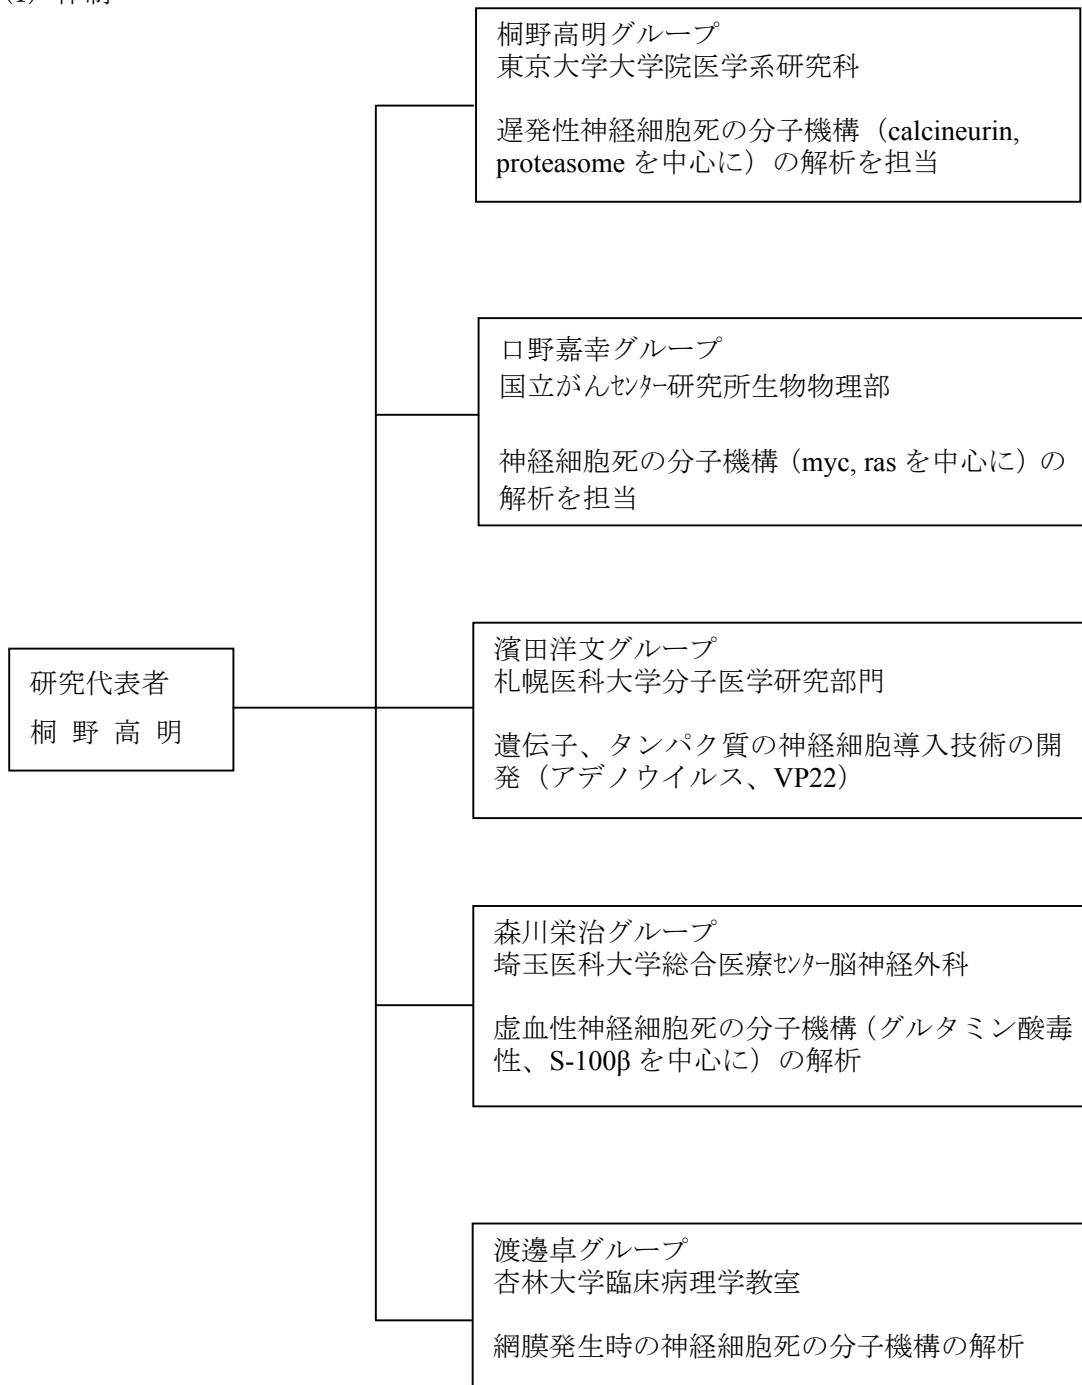 (1) 体制
桐野高明グループ
東京大学大学院医学系研究科
遅発性神経細胞死の分子機構（calcineurin,
proteasome を中心に）の解析を担当
口野嘉幸グループ
国立がんｾﾝﾀｰ研究所生物物理部
神経細胞死の分子機構（myc, ras を中心に）の
解析を担当
研究代表者
桐 野 高 明
濱田洋文グループ
札幌医科大学分子医学研究部門
遺伝子、タンパク質の神経細胞導入技術の開
発（アデノウイルス、VP22）
森川栄治グループ
埼玉医科大学総合医療ｾﾝﾀｰ脳神経外科
虚血性神経細胞死の分子機構（グルタミン酸毒
性、S-100β を中心に）の解析
渡邊卓グループ
杏林大学臨床病理学教室
網膜発生時の神経細胞死の分子機構の解析